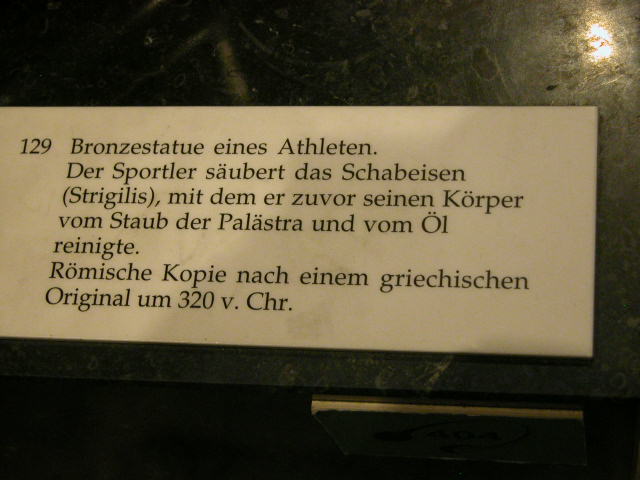 129 Bronzestatue eines Athleten.
Der Sportler säubert das Schabeisen
(Strigilis), mit dem er zuvor seinen Körper
vom Staub der Palästra und vom Öl
reinigte.
Römische Kopie nach einem griechischen
Original um 320 v. Chr.
404